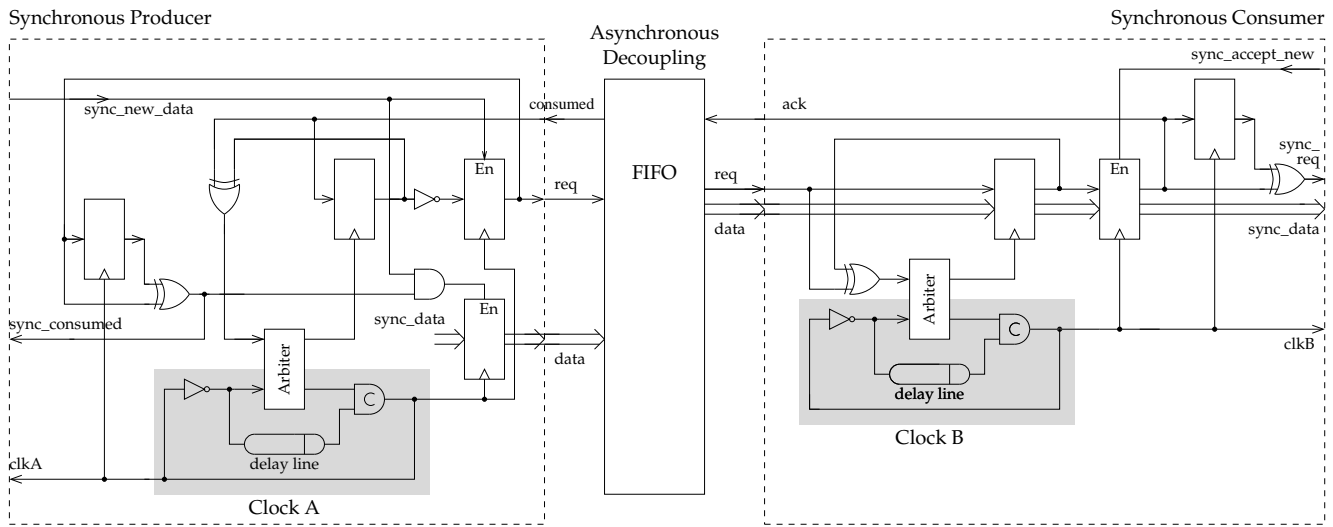 Synchronous Producer
Synchronous Consumer
Asynchronous
Decoupling
sync_new_data
consumed
ack
sync_accept_new
En
req
FIFO
req
data
En
sync_
req
sync_data
sync_consumed
sync_data
En
data
Arbiter
C
delay line
clkA
Clock A
Arbiter
C
delay line
clkB
Clock B